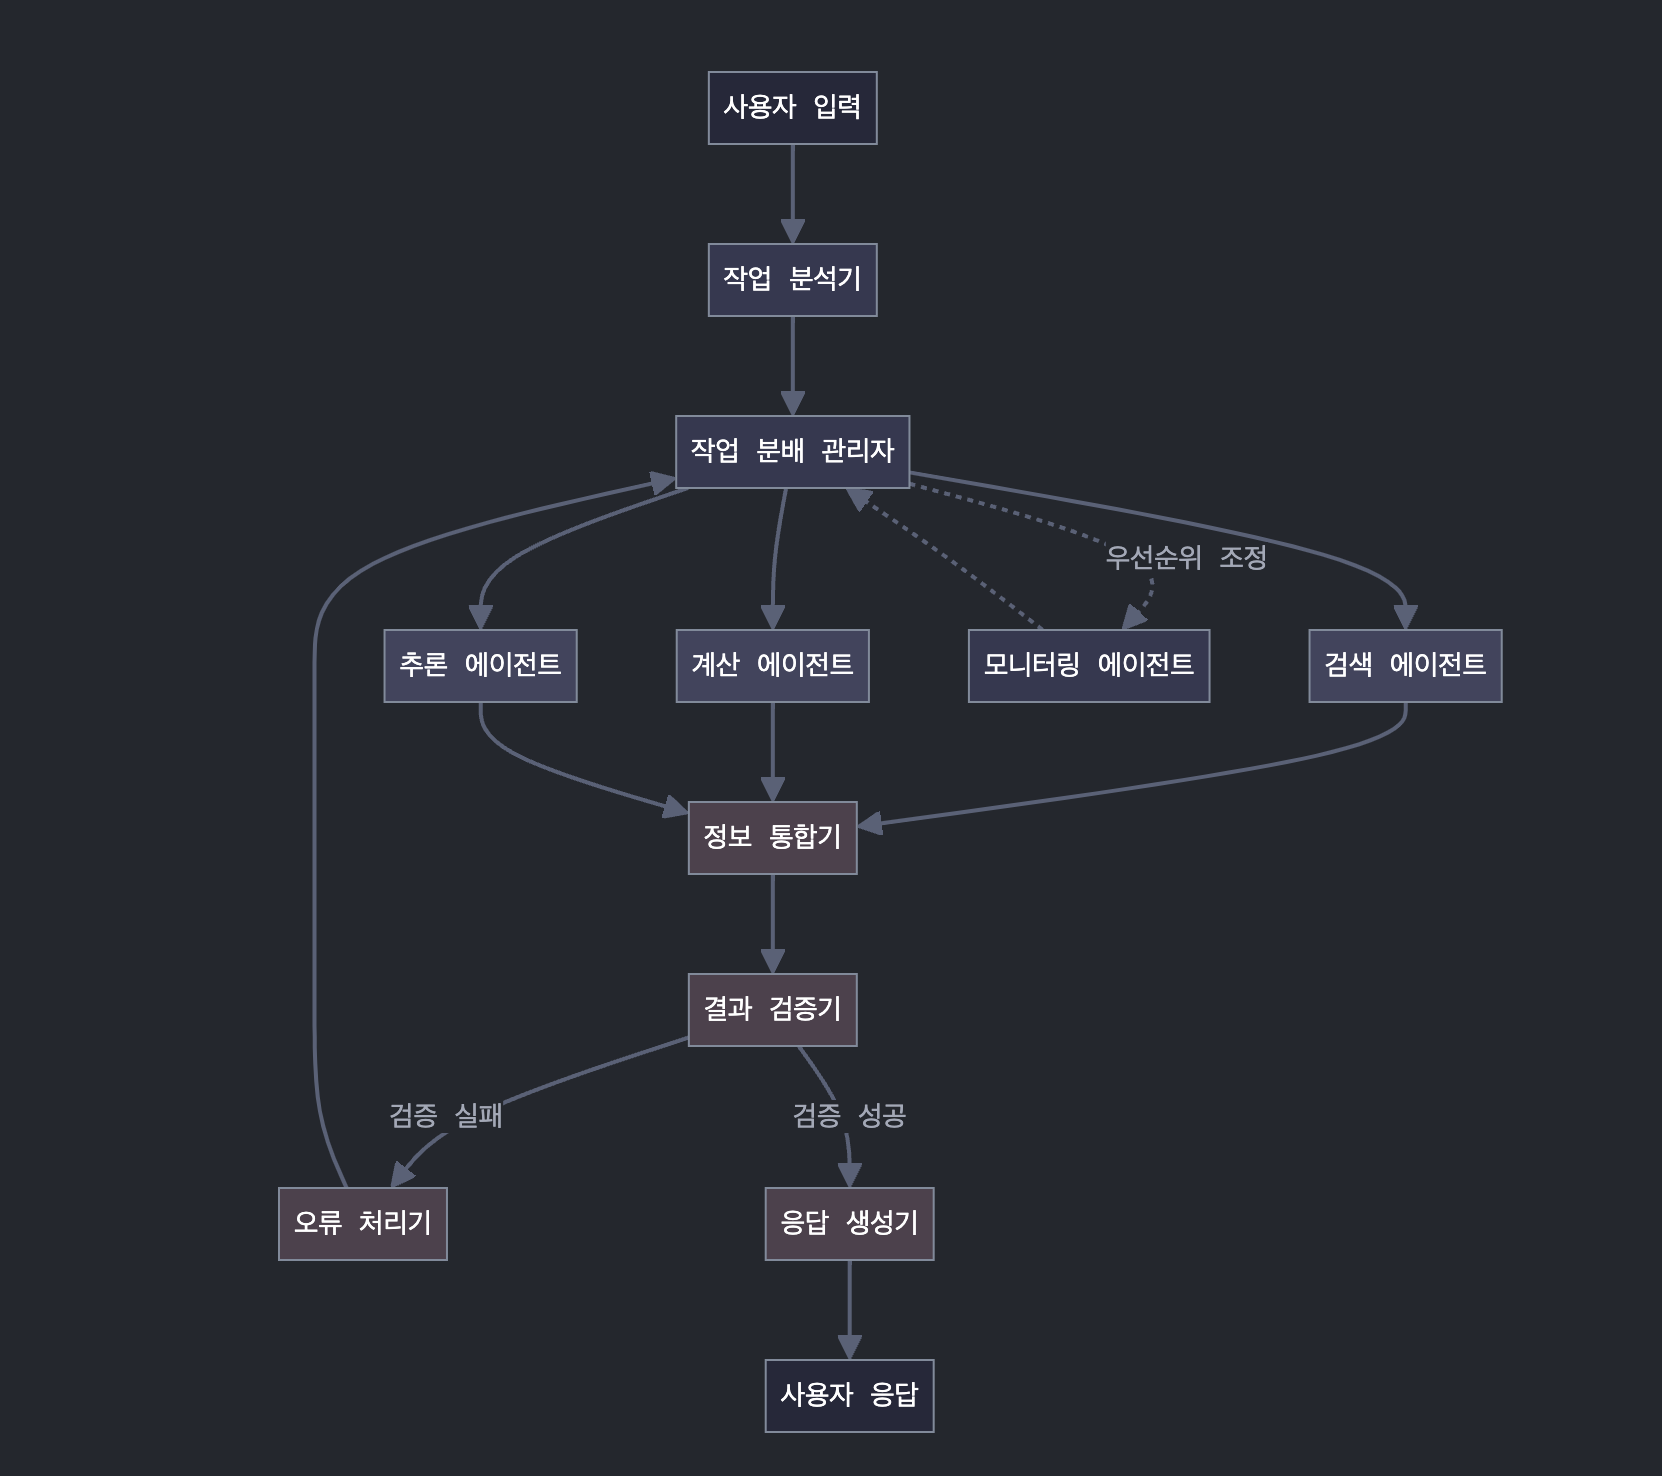 사용자 입력
작업 분석기
작업 분배 관리자
우선순위 조정
추론 에이전트
계산 에이전트
모니터링 에이전트
검색 에이전트
정보 통합기
결과 검증기
검증 실패
검증 성공
오류 처리기
응답 생성기
사용자 응답